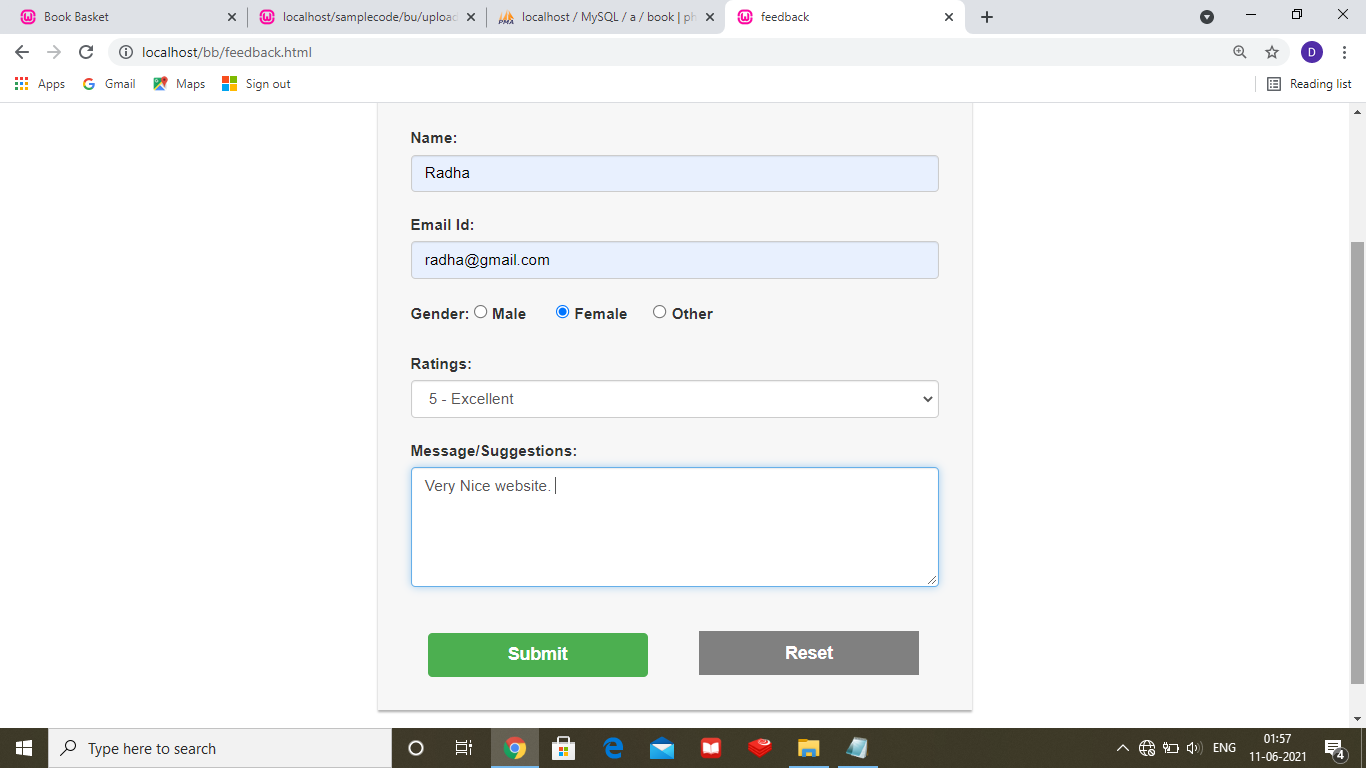 Book Basket
localhost/samplecode/bu/upload
localhost / MySQL / a / book | ph
feedback
localhost/bb/feedback.html
D
Apps
Gmail
Maps
Sign out
Reading list
Name:
Radha
Email Id:
radha@gmail.com
Gender: Male Female Other
Ratings:
5 - Excellent
Message/Suggestions:
Very Nice website.
Submit
Reset
Type here to search
ENG
01:57
11-06-2021
4